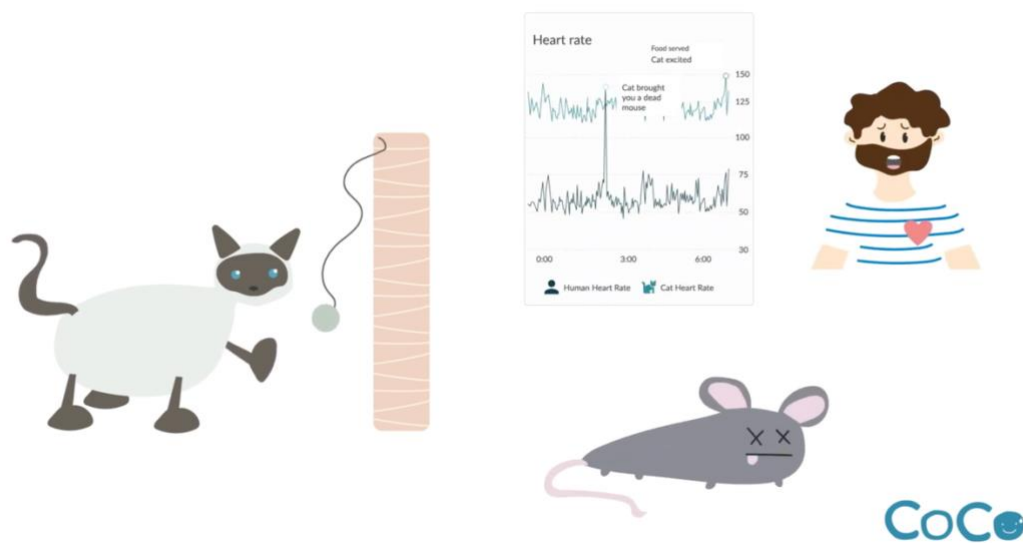 Heart rate
Food served
Cat excited
150
Cat brought
you a dead
mouse
125
100
75
50
30
0:00 3:00 6:00
Human Heart Rate Cat Heart Rate
CoCo